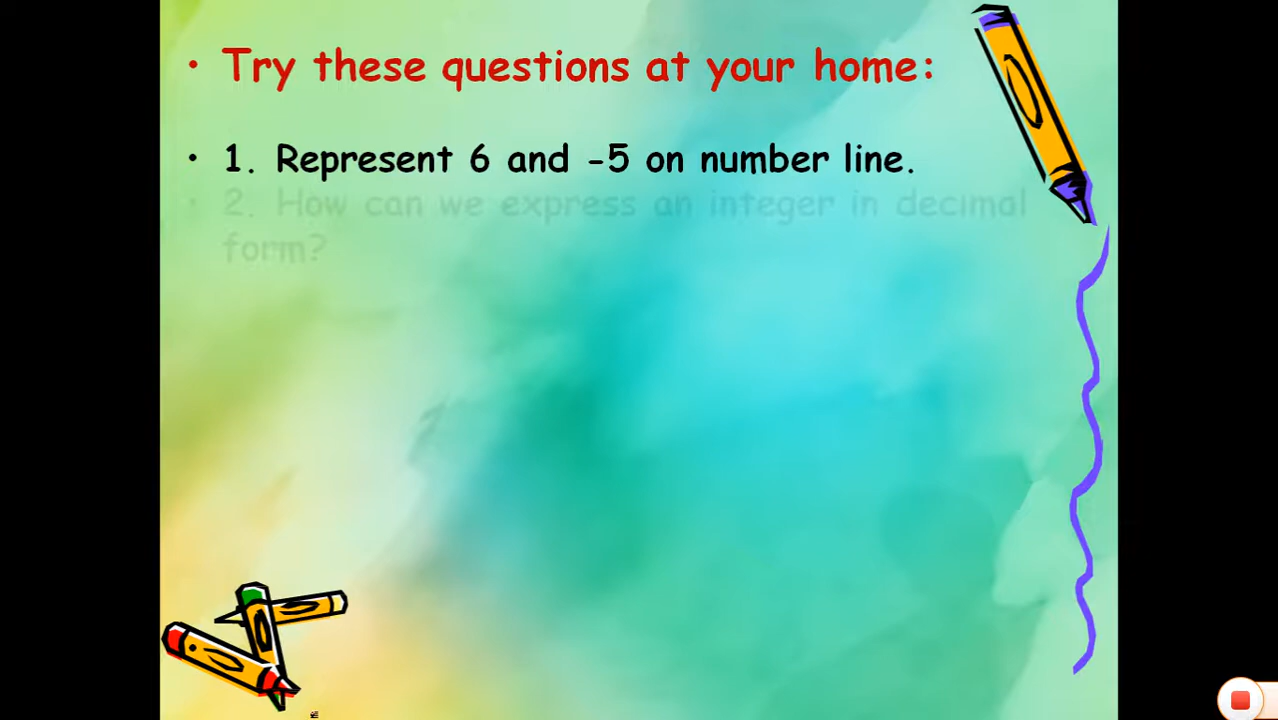 • Try these questions at your home:
• 1. Represent 6 and -5 on number line.
• 2. How can we express an integer in decimal
form?